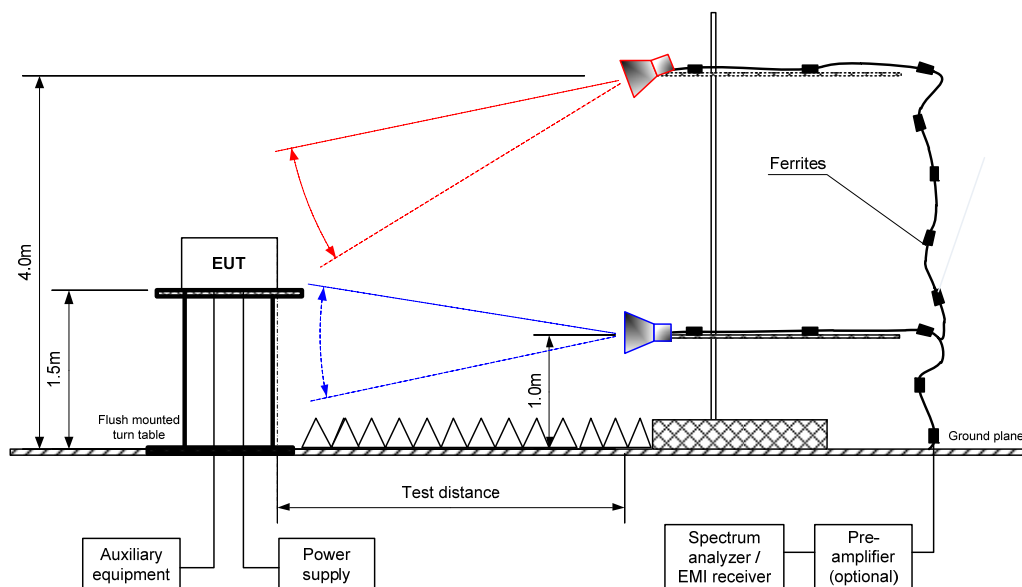 Ferrites
EUT
4.0m
1.5m
1.0m
Flush mounted
turn table
Ground plane
Test distance
Auxiliary
equipment
Power
supply
Spectrum
analyzer /
EMI receiver
Pre-
amplifier
(optional)